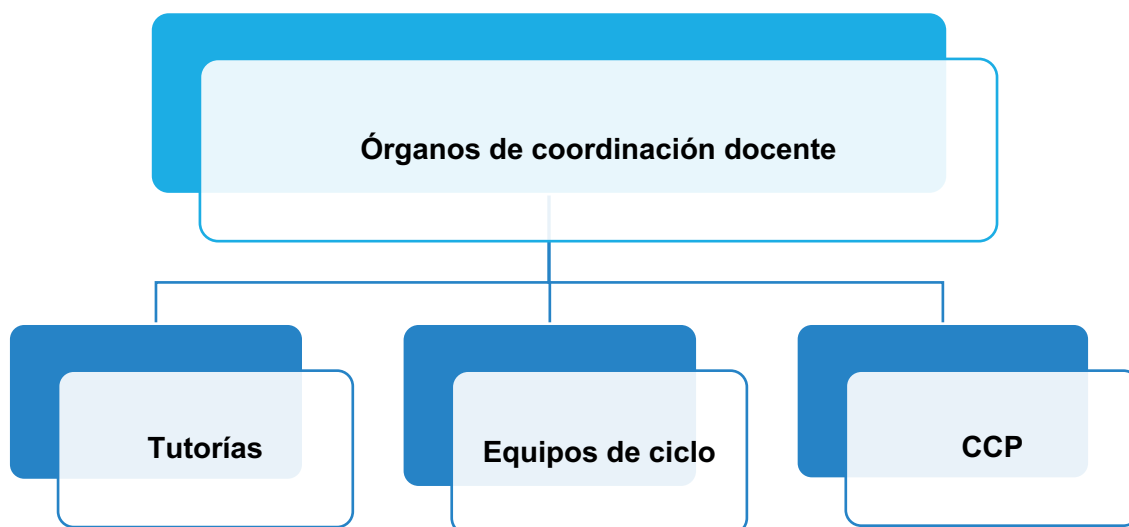 Órganos de coordinación docente
Tutorías
Equipos de ciclo
CCP